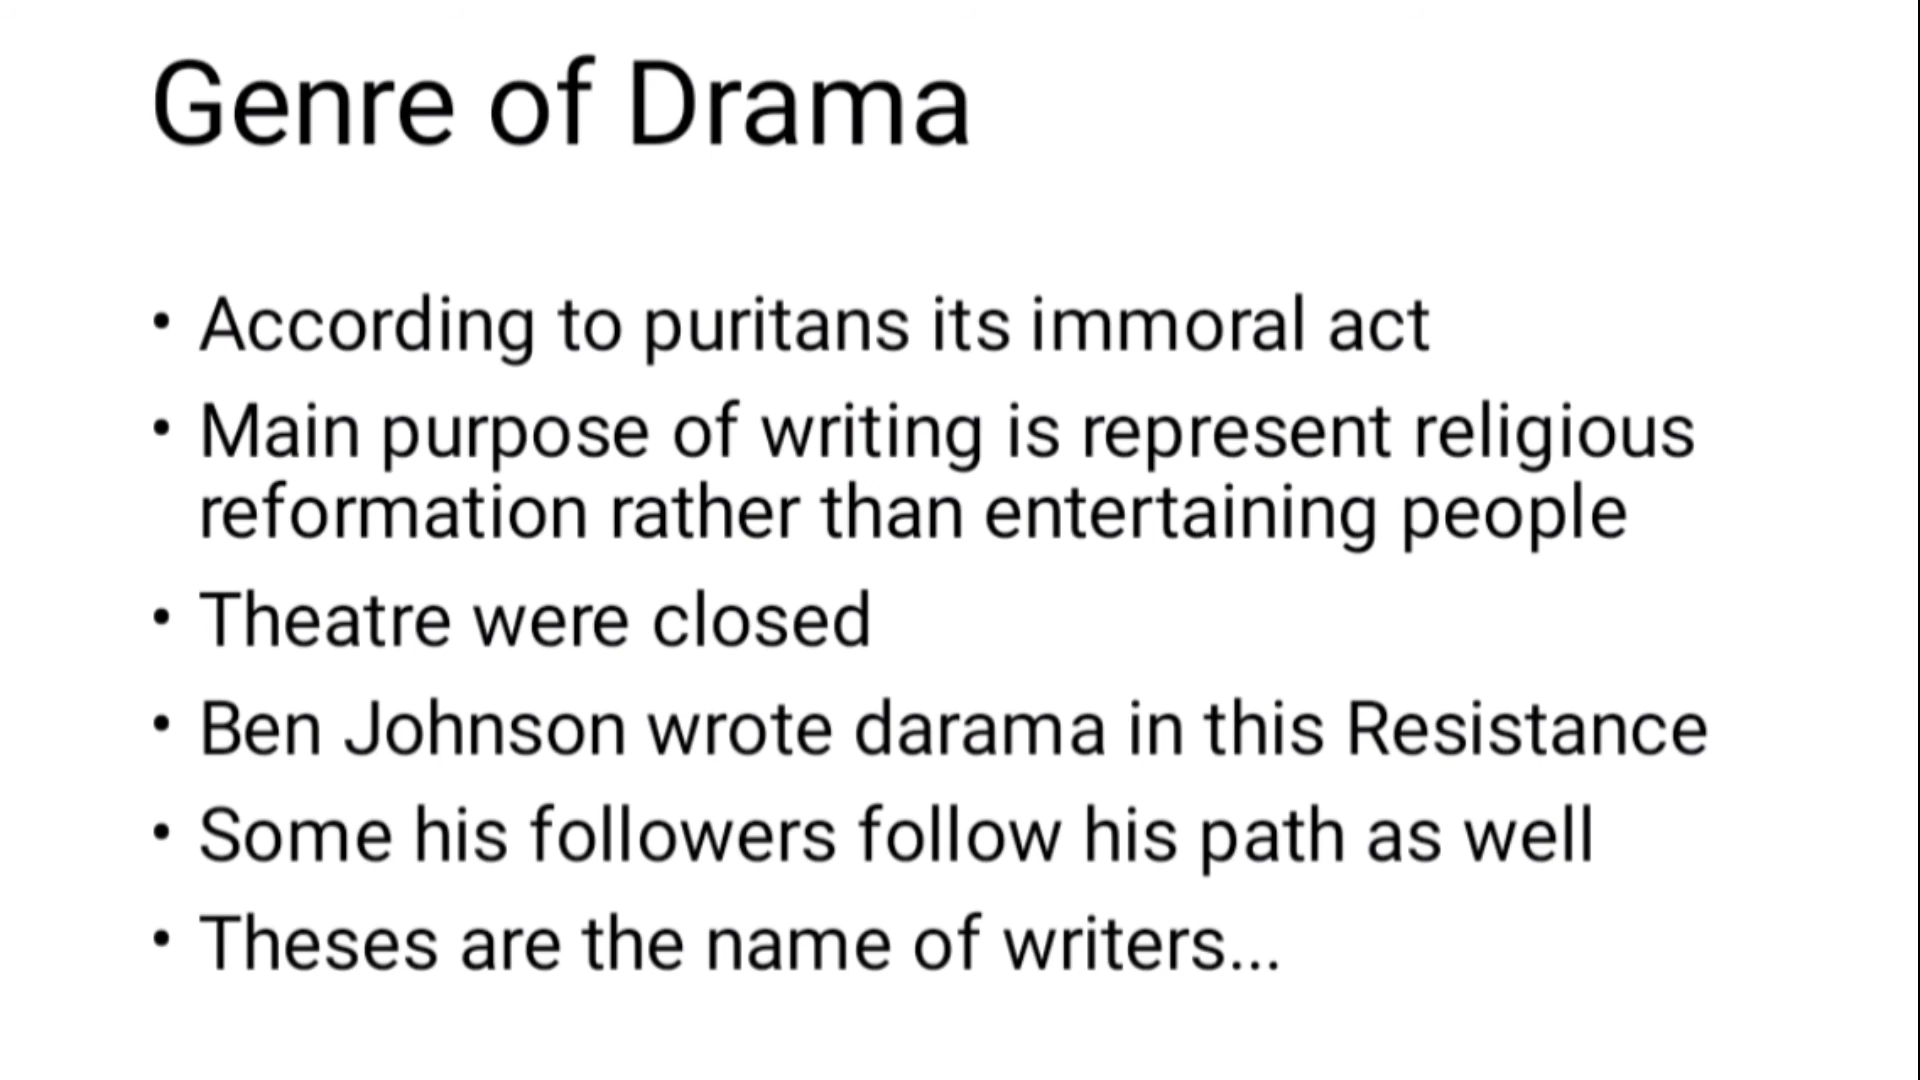 Genre of Drama
• According to puritans its immoral act
• Main purpose of writing is represent religious
reformation rather than entertaining people
• Theatre were closed
• Ben Johnson wrote darama in this Resistance
• Some his followers follow his path as well
• Theses are the name of writers...